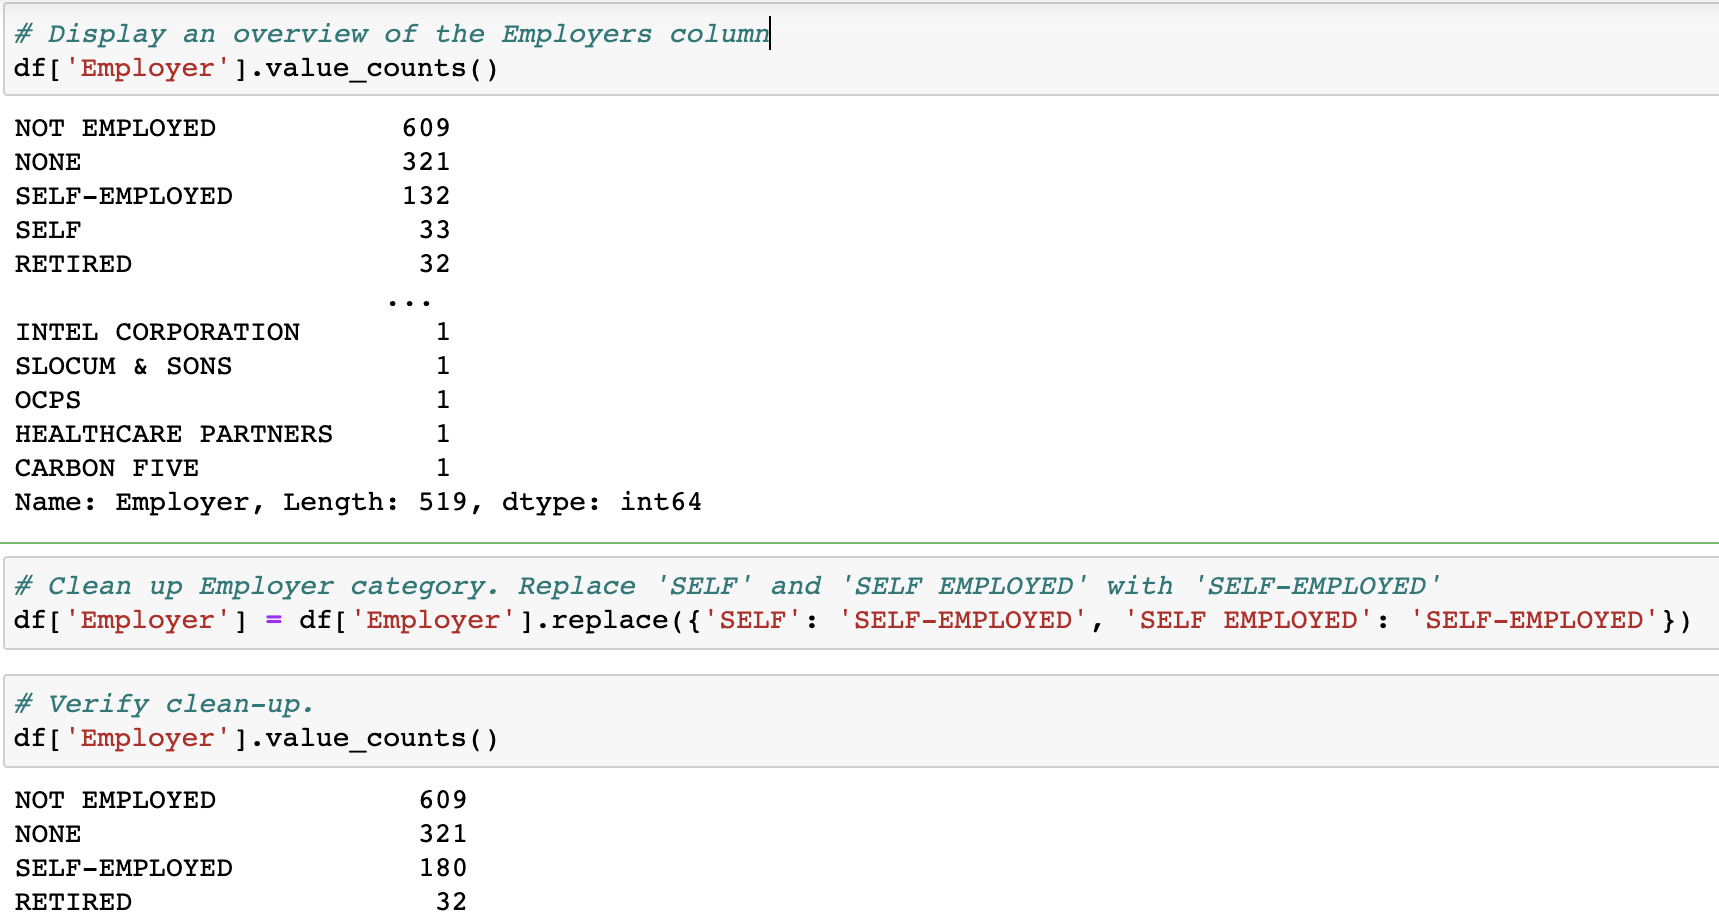 # Display an overview of the Employers column
df['Employer'].value_counts()
NOT EMPLOYED 609
NONE 321
SELF-EMPLOYED 132
SELF 33
RETIRED 32
...
INTEL CORPORATION 1
SLOCUM & SONS 1
OCPS 1
HEALTHCARE PARTNERS 1
CARBON FIVE 1
Name: Employer, Length: 519, dtype: int64
# Clean up Employer category. Replace 'SELF' and 'SELF EMPLOYED' with 'SELF-EMPLOYED'
df['Employer'] = df['Employer'].replace({'SELF': 'SELF-EMPLOYED', 'SELF EMPLOYED': 'SELF-EMPLOYED'})
# Verify clean-up.
df['Employer'].value_counts()
NOT EMPLOYED 609
NONE 321
SELF-EMPLOYED 180
RETIRED 32